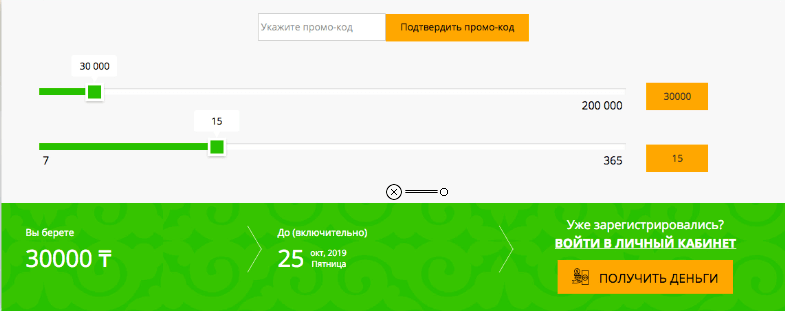 Укажите промо-код
Подтвердить промо-код
30 000
200 000
30000
15
7
365
15
Вы берете
30000 ₸
До (включительно)
25 окт, 2019
Пятница
Уже зарегистрировались?
ВОЙТИ В ЛИЧНЫЙ КАБИНЕТ
ПОЛУЧИТЬ ДЕНЬГИ